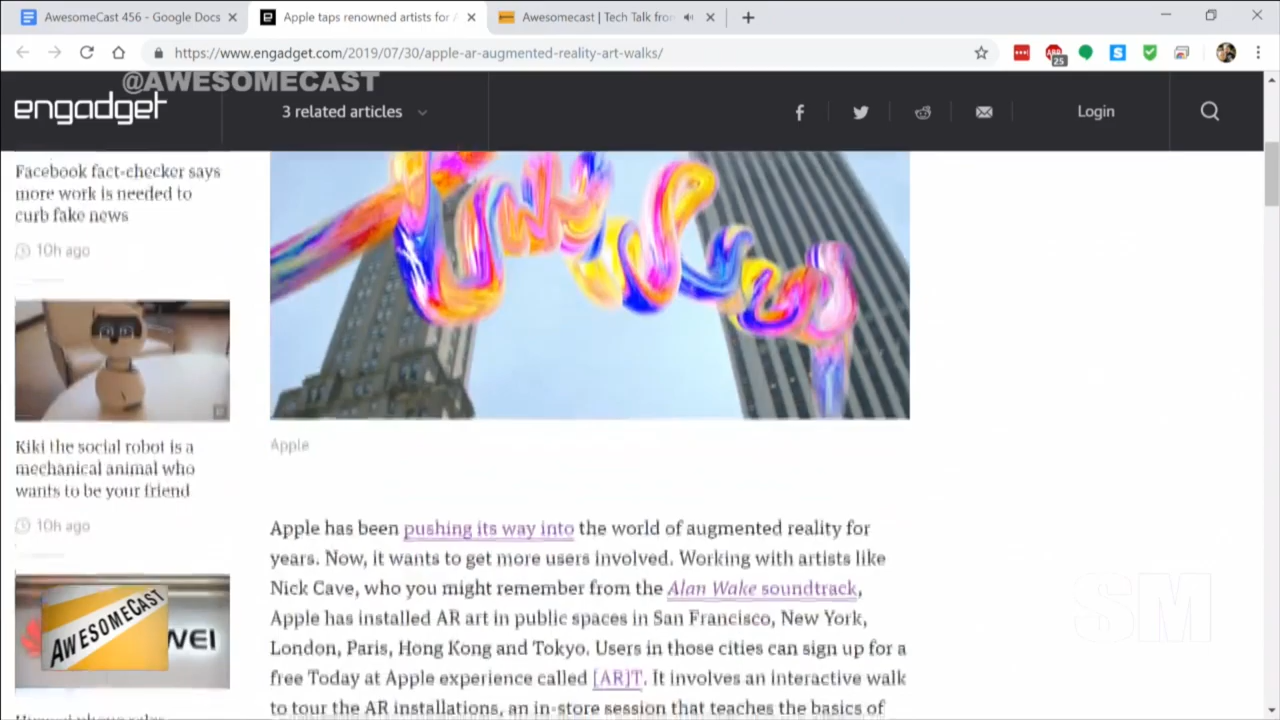 AwesomeCast 456 - Google Docs
Apple taps renowned artists for A
Awesomecast | Tech Talk from
https://www.engadget.com/2019/07/30/apple-ar-augmented-reality-art-walks/
25
@AWESOMECAST
engadget
3 related articles
Login
Facebook fact-checker says
more work is needed to
curb fake news
10h ago
Kiki the social robot is a
mechanical animal who
wants to be your friend
10h ago
AWESOMECAST
WEI
Apple
Apple has been pushing its way into the world of augmented reality for
years. Now, it wants to get more users involved. Working with artists like
Nick Cave, who you might remember from the Alan Wake soundtrack,
Apple has installed AR art in public spaces in San Francisco, New York,
London, Paris, Hong Kong and Tokyo. Users in those cities can sign up for a
free Today at Apple experience called [AR]T. It involves an interactive walk
to tour the AR installations, an in-store session that teaches the basics of
SM